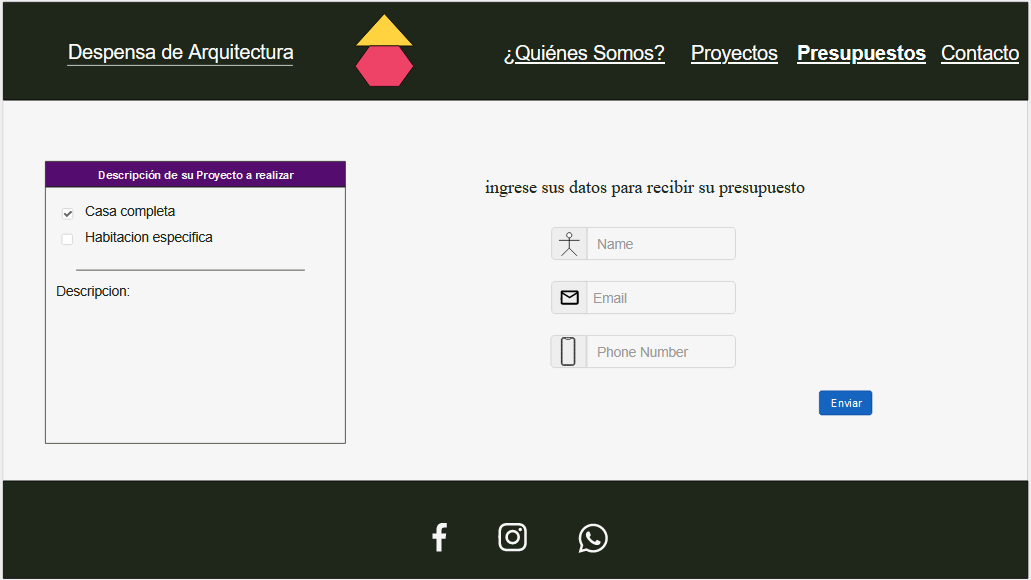 Despensa de Arquitectura
¿Quiénes Somos? Proyectos Presupuestos Contacto
Descripción de su Proyecto a realizar
Casa completa
Habitacion especifica
Descripcion:
ingrese sus datos para recibir su presupuesto
Name
Email
Phone Number
Enviar